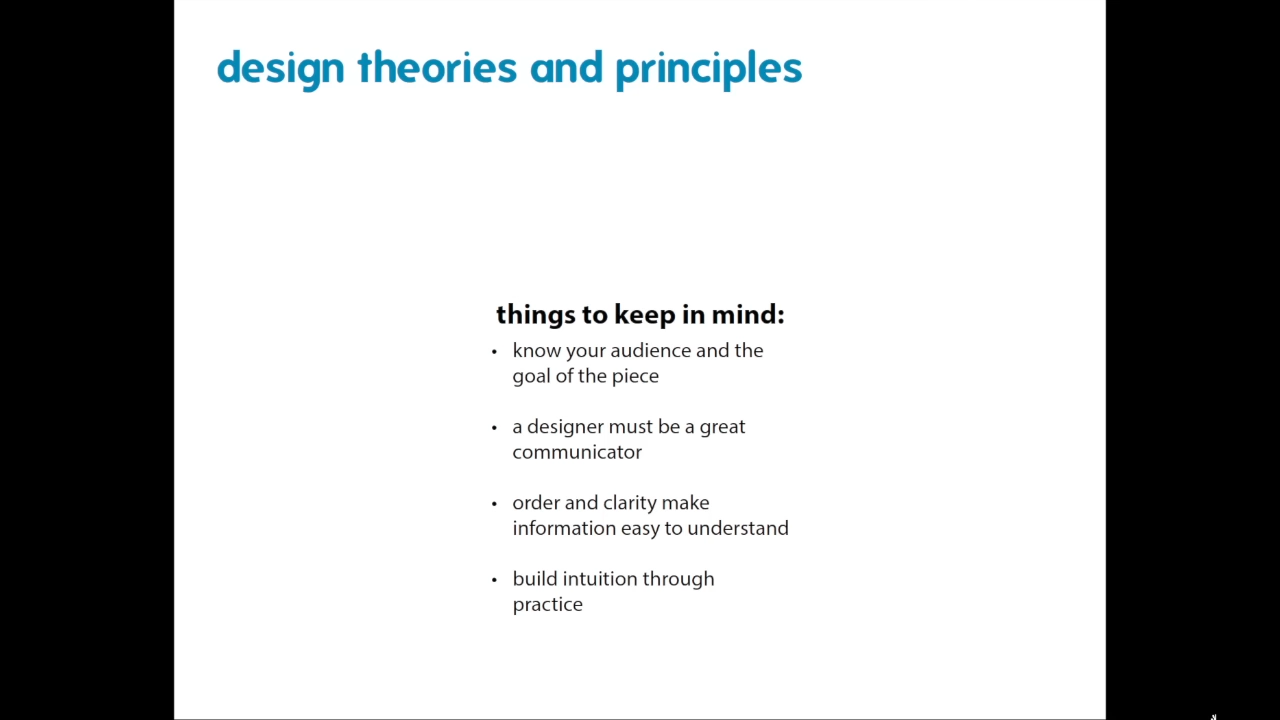 design theories and principles
things to keep in mind:
• know your audience and the
goal of the piece
• a designer must be a great
communicator
• order and clarity make
information easy to understand
• build intuition through
practice